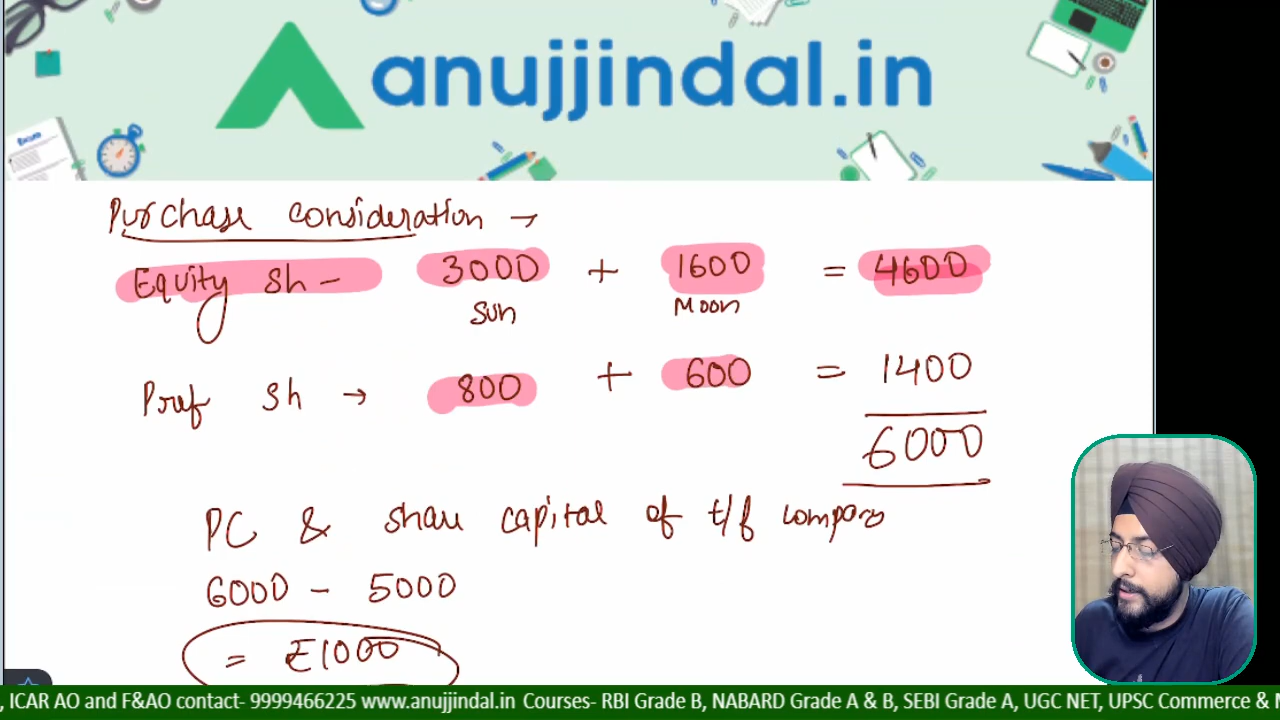 anujjindal.in
Purchase consideration →
Equity Sh - 3000 + 1600 = 4600
Sun Moon
Pref Sh → 800 + 600 = 1400
6000
PC & share capital of t/f
6000 - 5000
= ₹1000
, ICAR AO and F&AO contact- 9999466225 www.anujjindal.in Courses- RBI Grade B, NABARD Grade A & B, SEBI Grade A, UGC NET, UPSC Commerce &